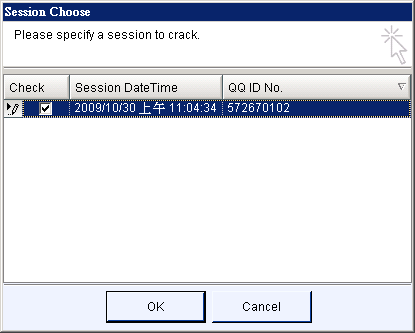 Session Choose
Please specify a session to crack.
Check Session DateTime QQ ID No.
2009/10/30 上午 11:04:34 572670102
OK Cancel